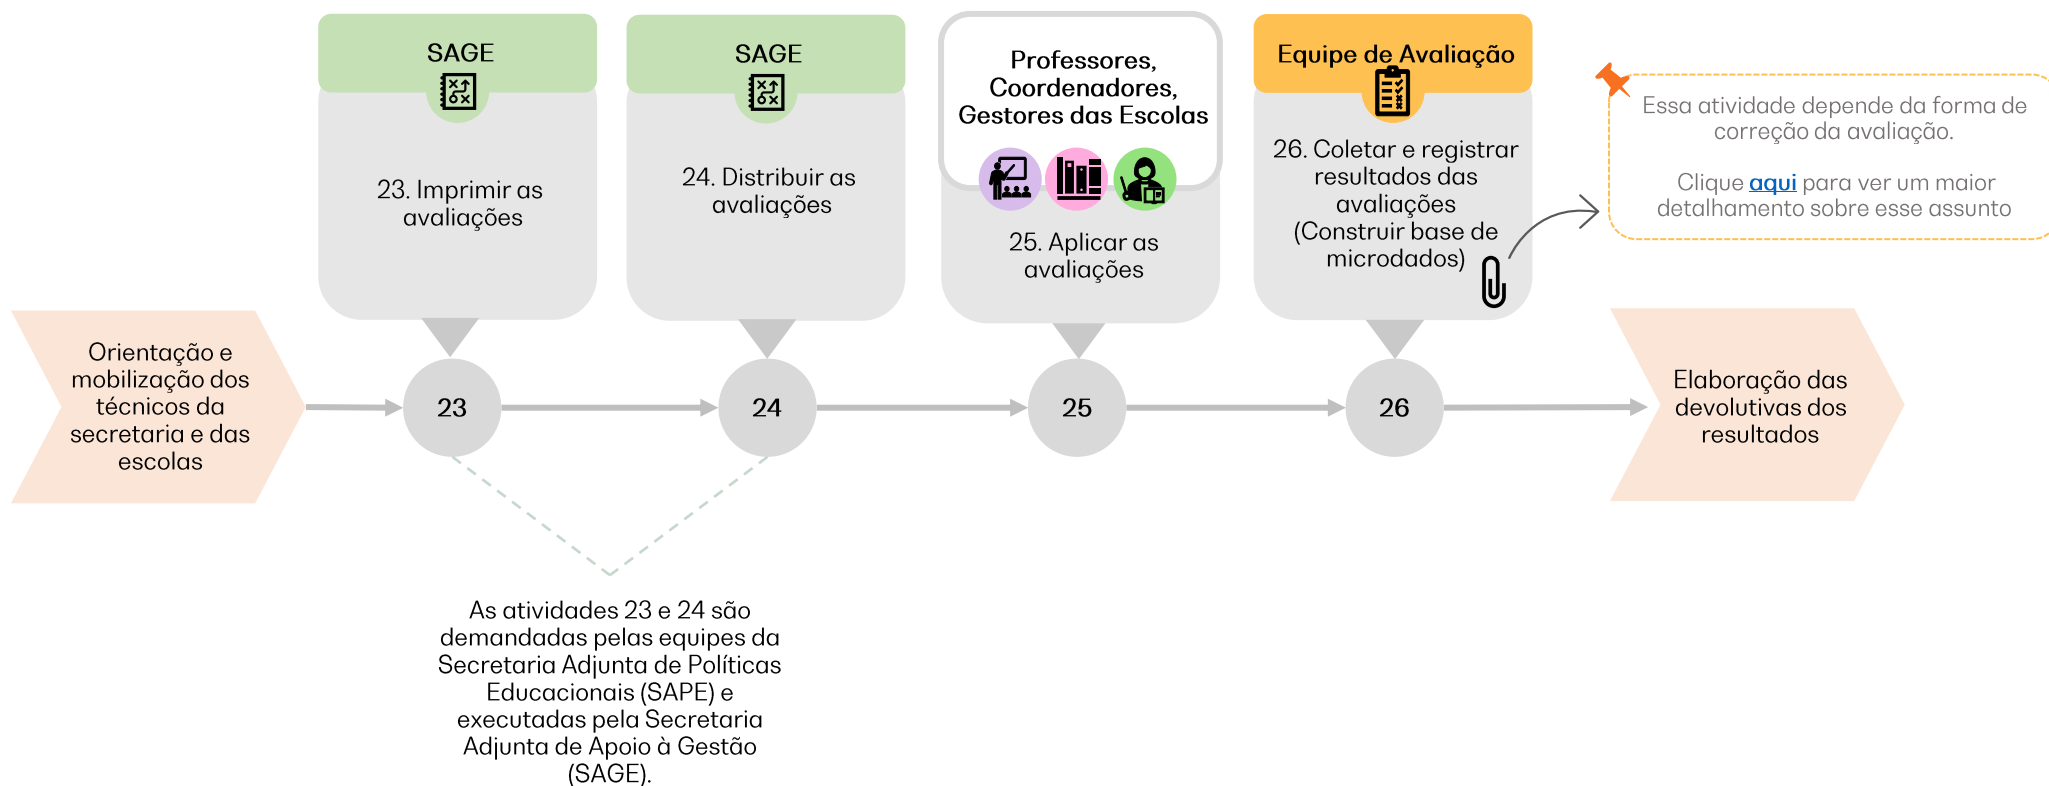 SAGE
23. Imprimir as
avaliações
SAGE
24. Distribuir as
avaliações
Professores,
Coordenadores,
Gestores das Escolas
25. Aplicar as
avaliações
Equipe de Avaliação
26. Coletar e registrar
resultados das
avaliações
(Construir base de
microdados)
Essa atividade depende da forma de
correção da avaliação.
Clique aqui para ver um maior
detalhamento sobre esse assunto
Orientação e
mobilização dos
técnicos da
secretaria e das
escolas
23
24
25
26
Elaboração das
devolutivas dos
resultados
As atividades 23 e 24 são
demandadas pelas equipes da
Secretaria Adjunta de Políticas
Educacionais (SAPE) e
executadas pela Secretaria
Adjunta de Apoio à Gestão
(SAGE).